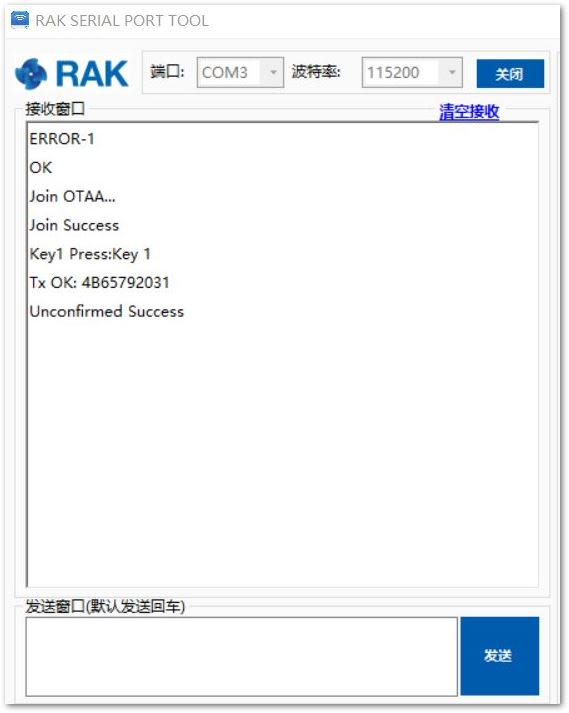 RAK SERIAL PORT TOOL
RAK 端口: COM3 波特率: 115200 关闭
接收窗口 清空接收
ERROR-1
OK
Join OTAA...
Join Success
Key1 Press:Key 1
Tx OK: 4B65792031
Unconfirmed Success
发送窗口(默认发送回车)
发送